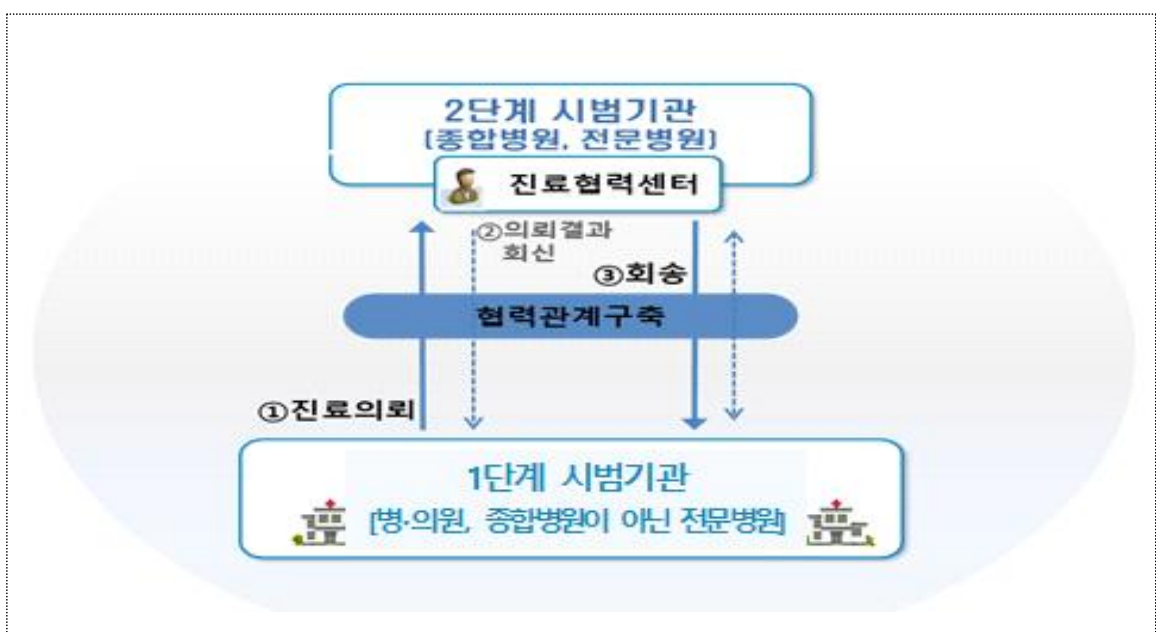 2단계 시범기관
(종합병원, 전문병원)
진료협력센터
②의뢰결과
회신
③회송
협력관계구축
①진료의뢰
1단계 시범기관
[병·의원, 종합병원이 아닌 전문병원]